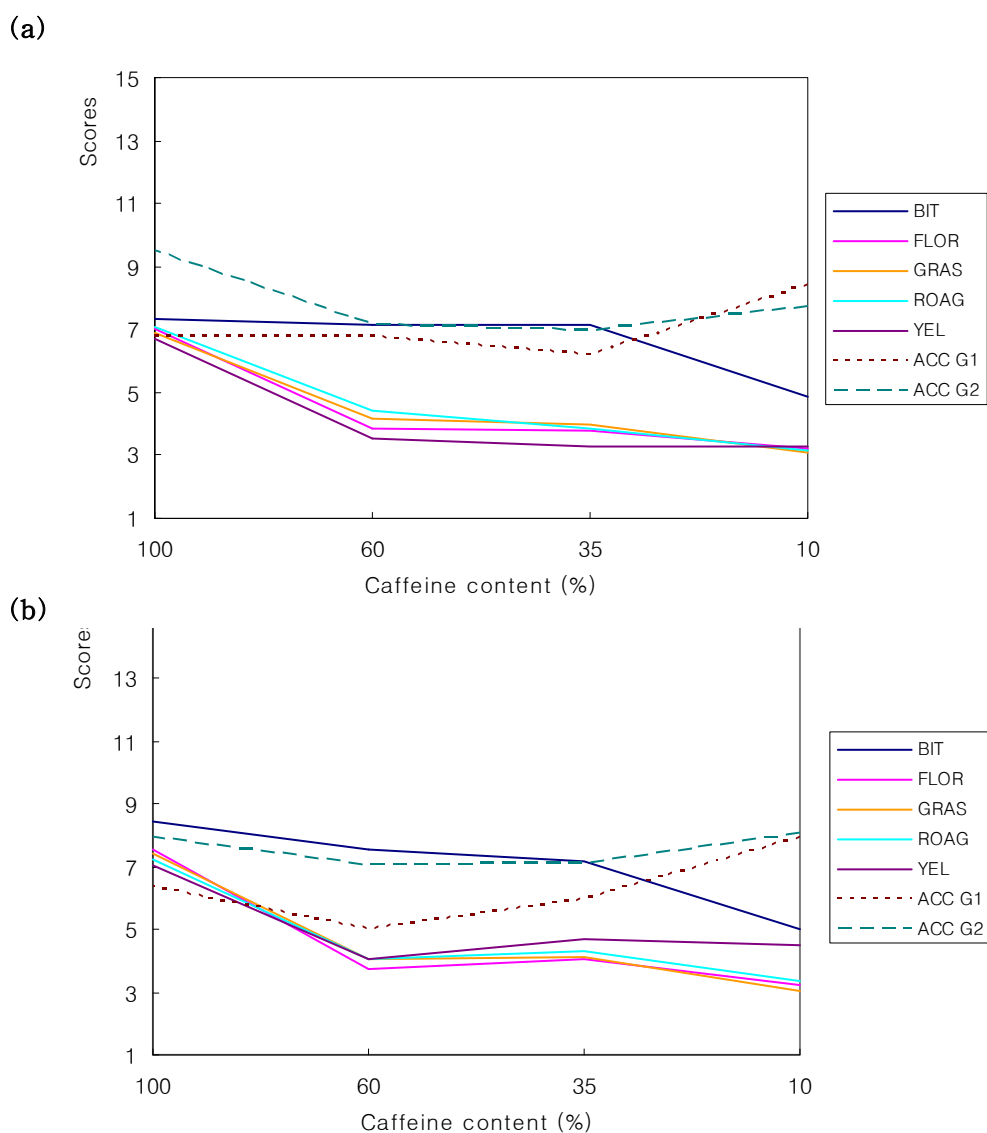 (a)
Scores
15
13
11
9
7
5
3
1
100 60 35 10
Caffeine content (%)
BIT
FLOR
GRAS
ROAG
YEL
ACC G1
ACC G2
(b)
Score
13
11
9
7
5
3
1
100 60 35 10
Caffeine content (%)
BIT
FLOR
GRAS
ROAG
YEL
ACC G1
ACC G2